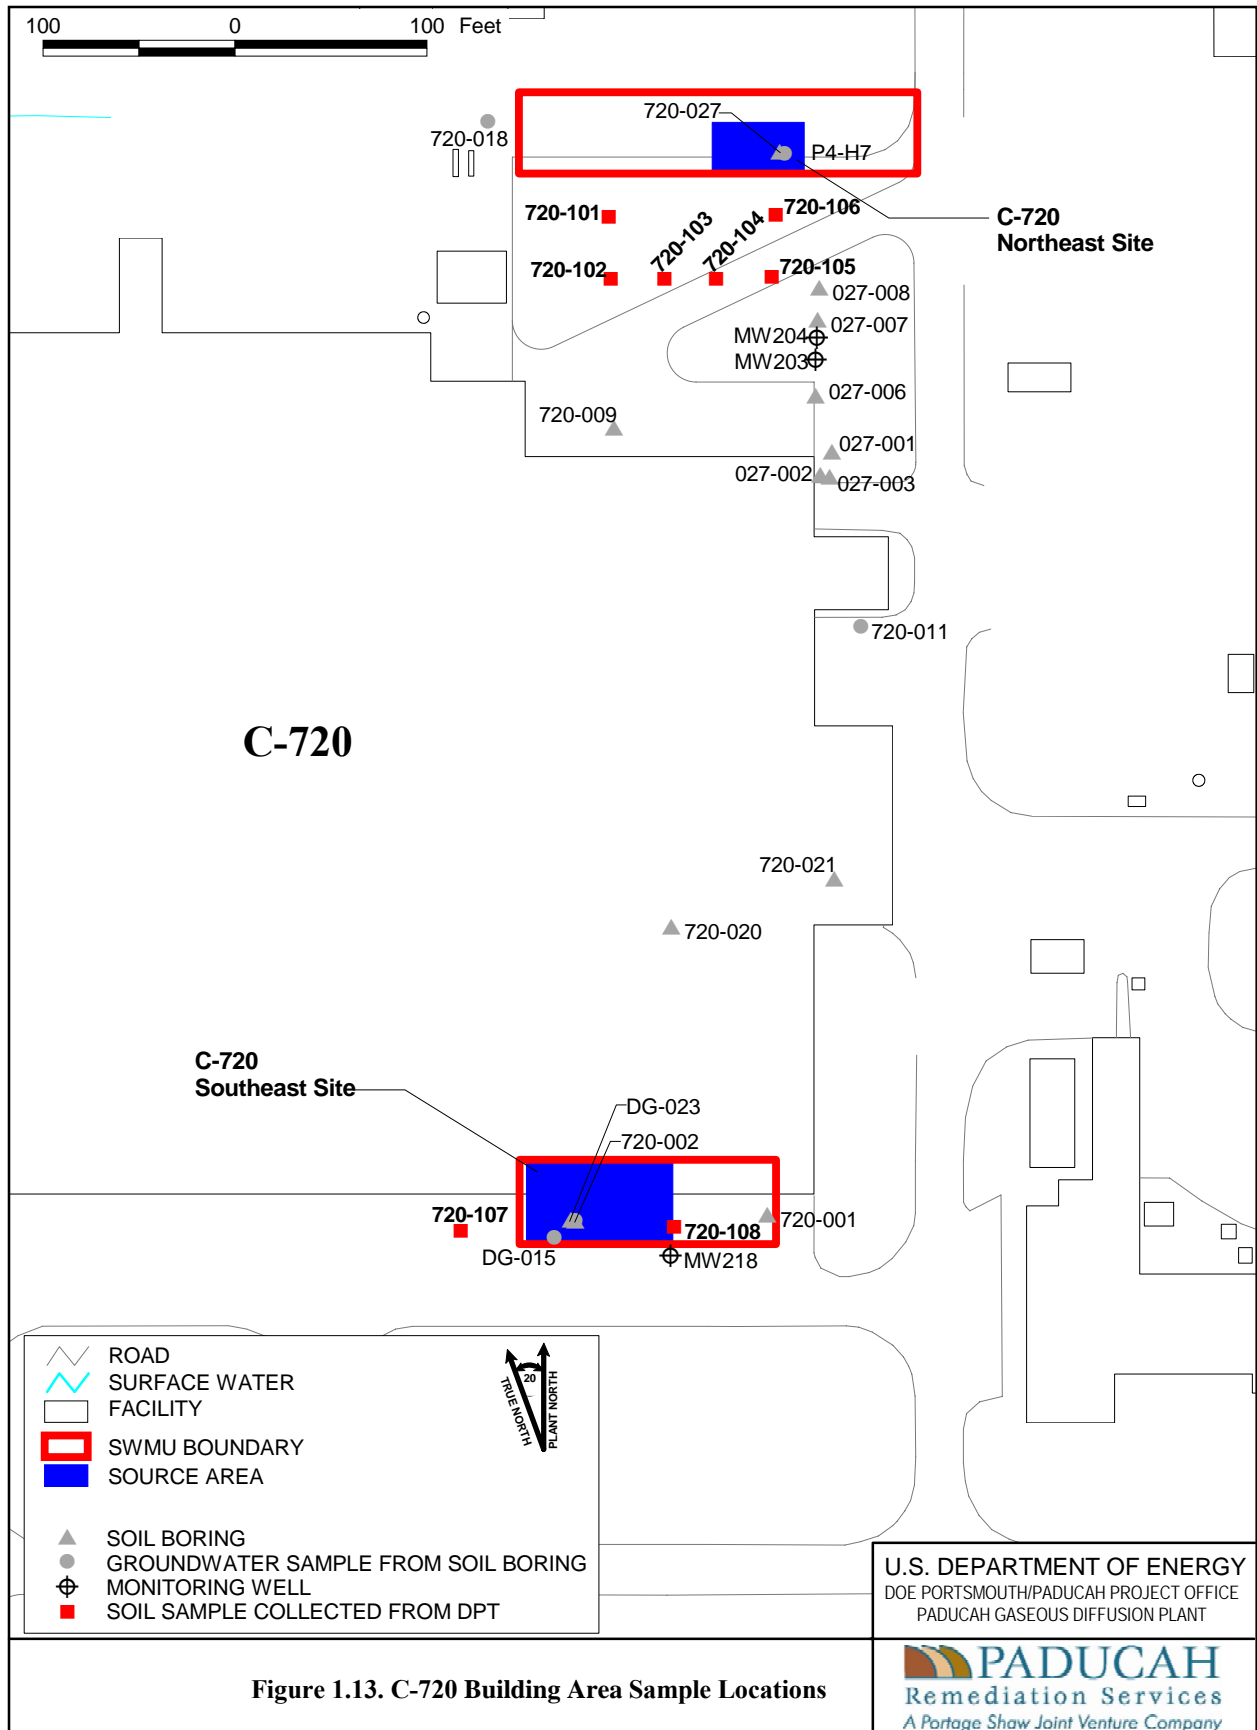 100 0 100 Feet
720-027
720-018
P4-H7
720-101
720-103
720-104
720-106
C-720
Northeast Site
720-102
720-105
027-008
027-007
MW204
MW203
027-006
720-009
027-001
027-002
027-003
720-011
C-720
720-021
720-020
C-720
Southeast Site
DG-023
720-002
720-107
720-108
720-001
DG-015
MW218
ROAD
SURFACE WATER
FACILITY
SWMU BOUNDARY
SOURCE AREA
20
TRUE NORTH
PLANT NORTH
SOIL BORING
GROUNDWATER SAMPLE FROM SOIL BORING
MONITORING WELL
SOIL SAMPLE COLLECTED FROM DPT
U.S. DEPARTMENT OF ENERGY
DOE PORTSMOUTH/PADUCAH PROJECT OFFICE
PADUCAH GASEOUS DIFFUSION PLANT
Figure 1.13. C-720 Building Area Sample Locations
PADUCAH
Remediation Services
A Portage Shaw Joint Venture Company